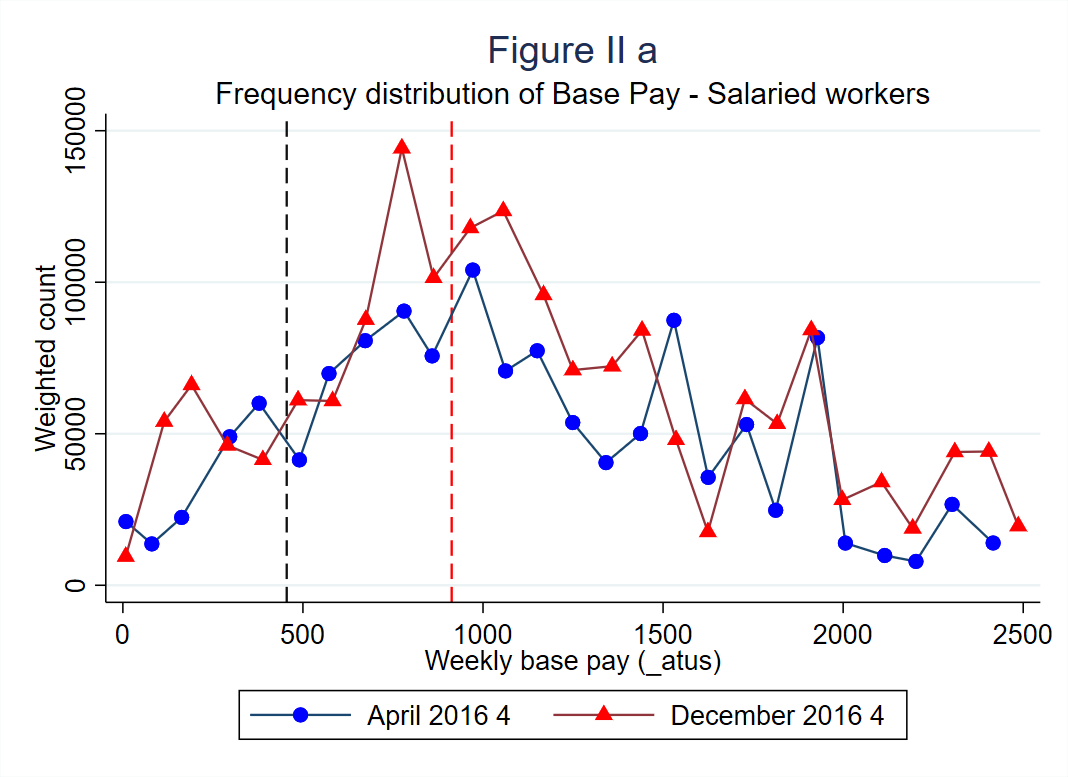 Figure II a
Frequency distribution of Base Pay - Salaried workers
Weighted count
150000
100000
50000
0
0 500 1000 1500 2000 2500
Weekly base pay (_atus)
April 2016 4 December 2016 4